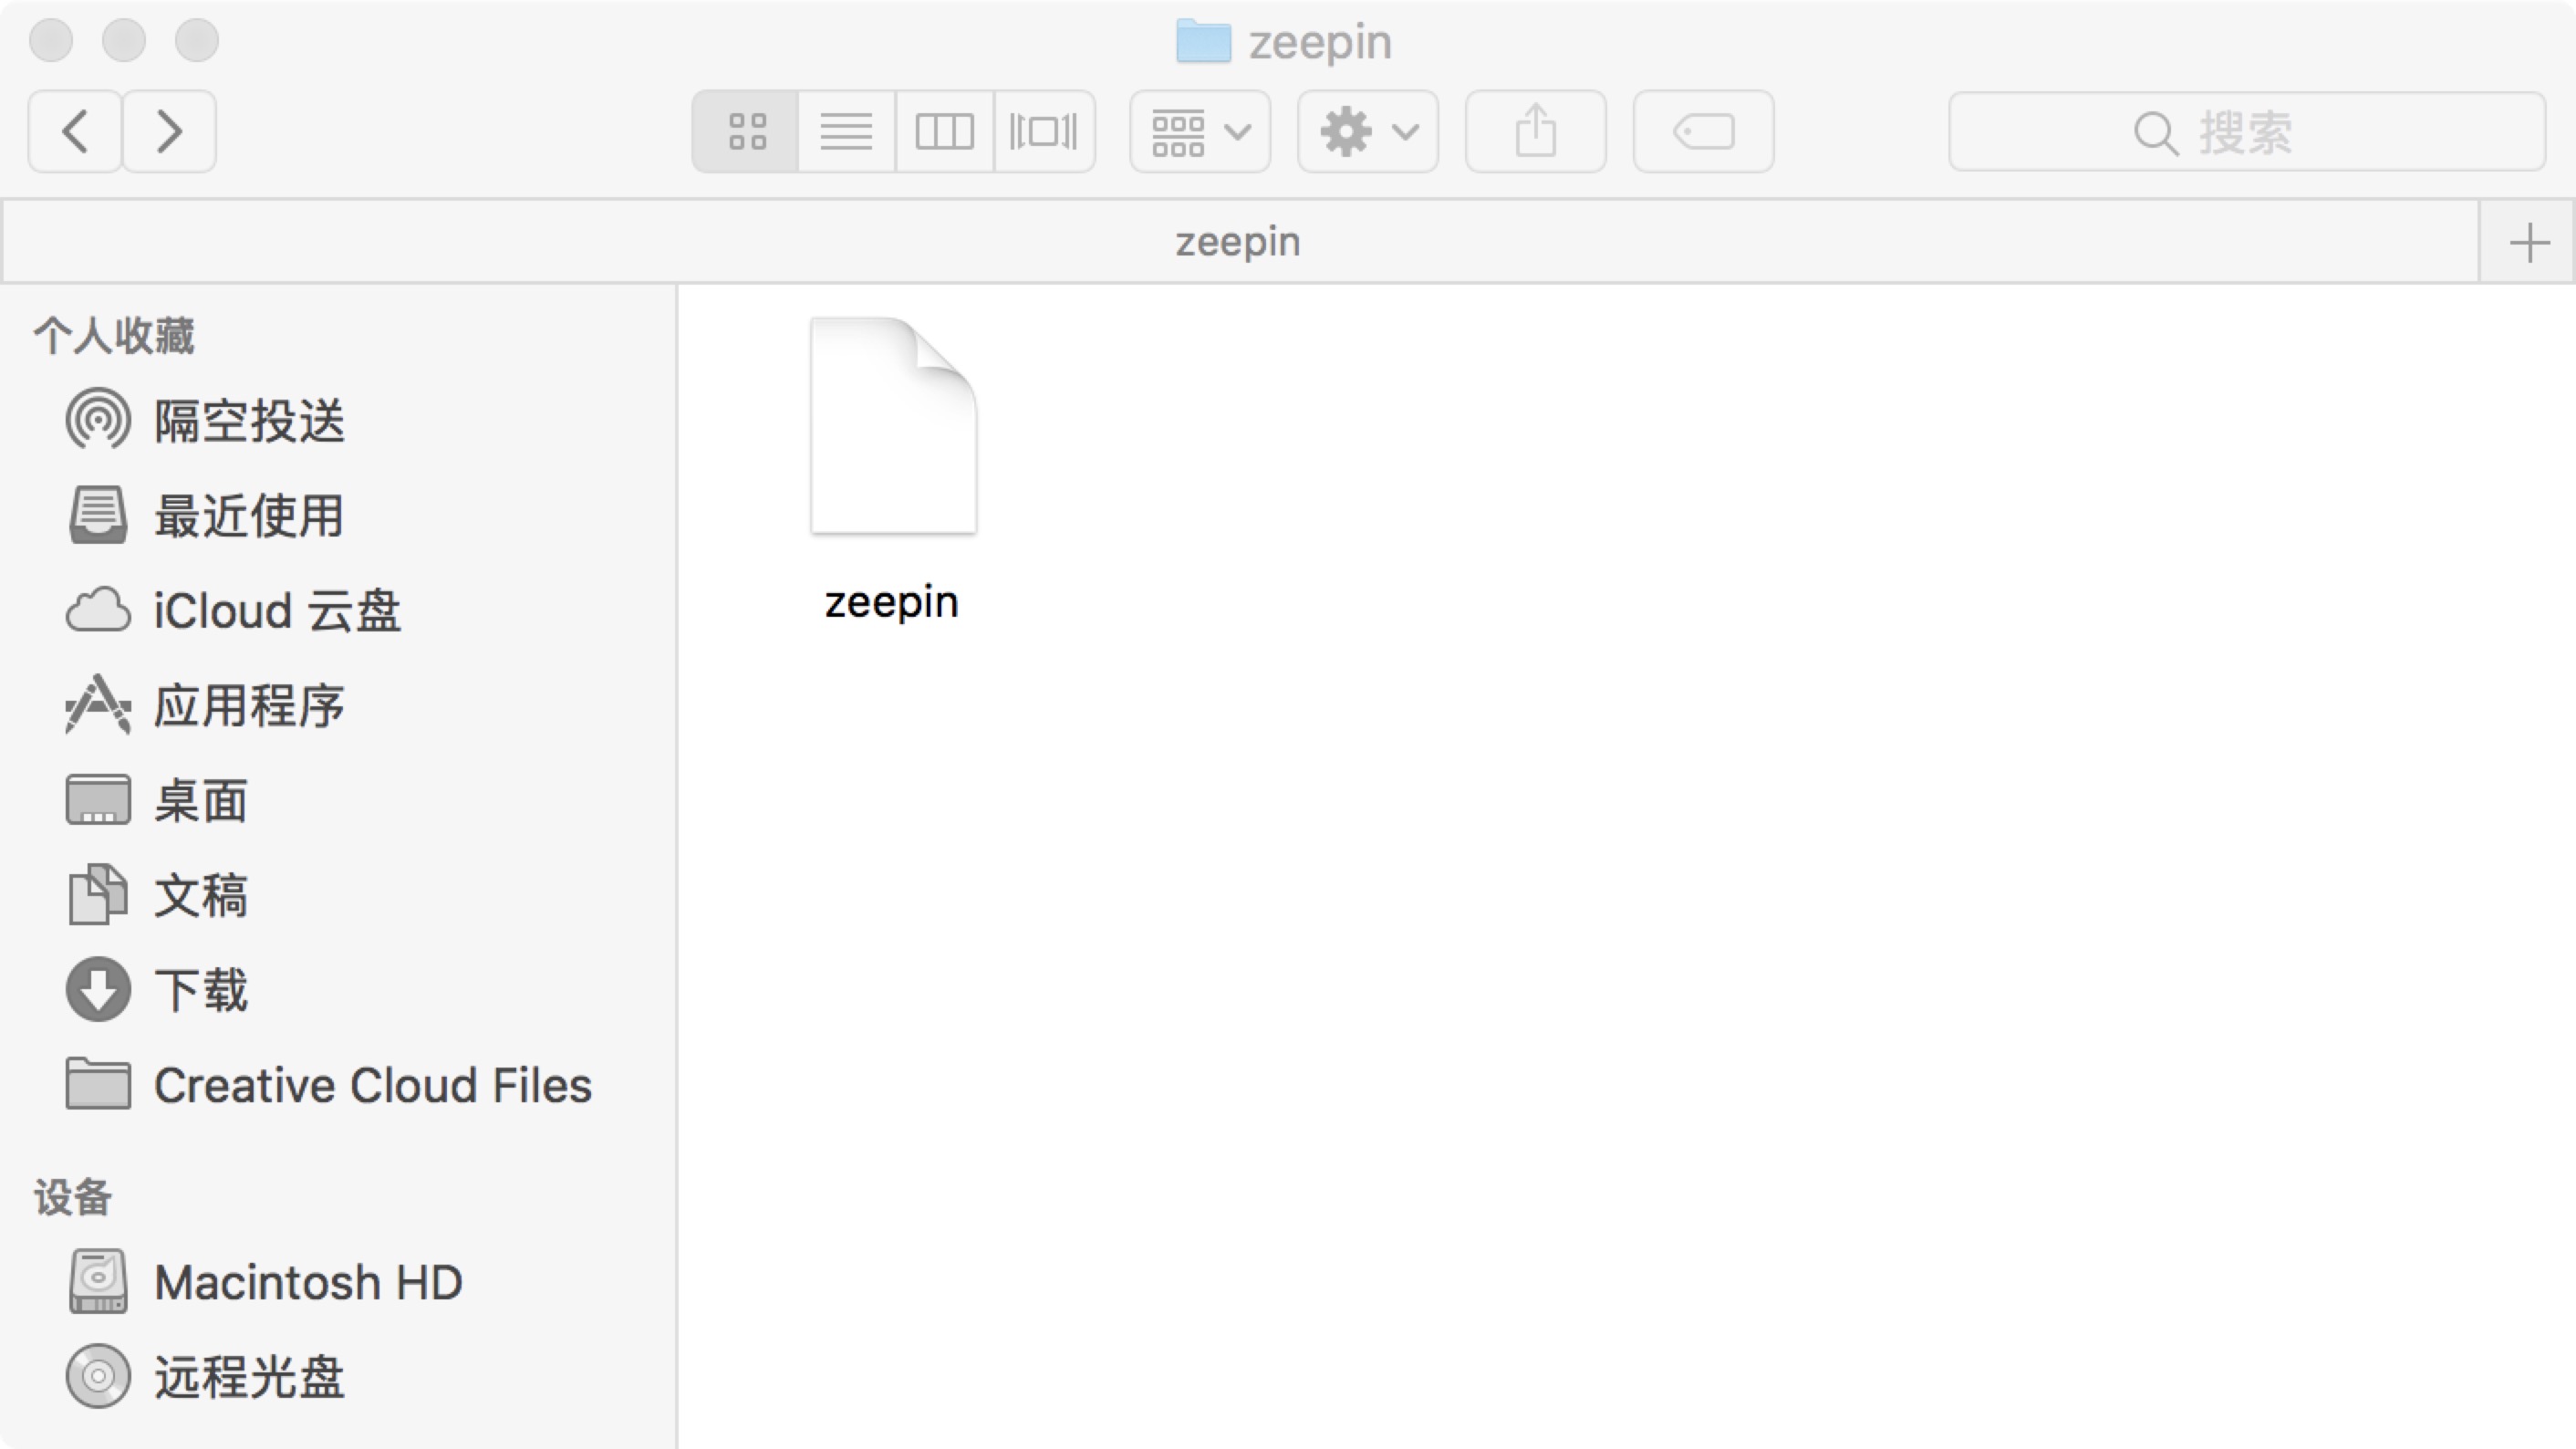 zeepin
搜索
zeepin
个人收藏
隔空投送
最近使用
iCloud 云盘
应用程序
桌面
文稿
下载
Creative Cloud Files
设备
Macintosh HD
远程光盘
zeepin